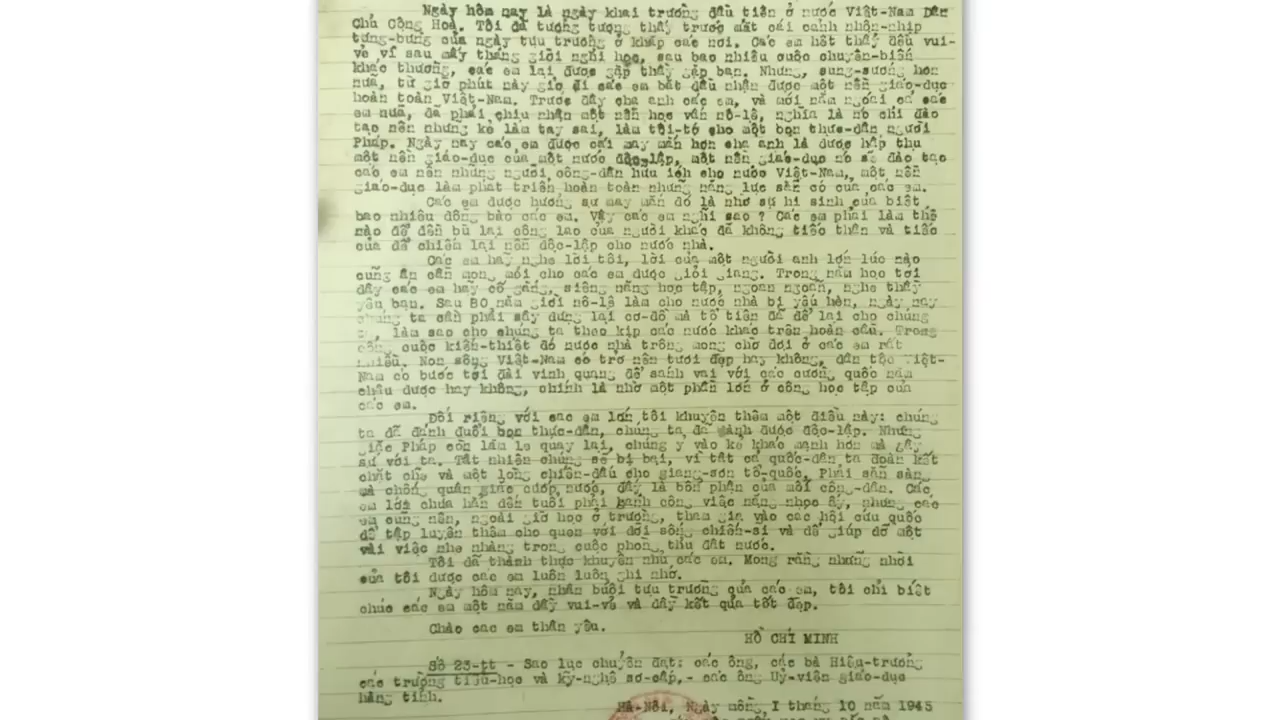 Ngày hôm nay là ngày khai trường đầu tiên ở nước Việt-Nam Dân
Chủ Cộng Hoà. Tôi đã tưởng tượng thấy trước mắt cái cảnh nhộn-nhịp
tưng-bừng của ngày tựu trường ở khắp các nơi. Các em hết thảy đều vui-
vẻ vì sau mấy tháng giời nghỉ học, sau bao nhiêu cuộc chuyển-biến
khác thường, các em lại được gặp thầy gặp bạn. Nhưng, sung-sướng hơn
nữa, từ giờ phút này giở đi các em bắt đầu nhận được một nền giáo-dục
hoàn toàn Việt-Nam. Trước đây cha anh các em, và mới năm ngoái cả các
em nữa, đã phải chịu nhận một nền học vấn nô-lệ, nghĩa là nó chỉ đào
tạo nên những kẻ làm tay sai, làm tôi-tớ cho một bọn thực-dân người
Pháp. Ngày nay các em được cái may mắn hơn cha anh là được hấp thụ
một nền giáo-dục của một nước độc-lập, một nền giáo-dục nó sẽ đào tạo
các em nên những người công-dân hữu ích cho nước Việt-Nam, một nền
giáo-dục làm phát triển hoàn toàn những năng lực sẵn có của các em.
Các em được hưởng sự may mắn đó là nhờ sự hi sinh của biết
bao nhiêu đồng bào các em. Vậy các em nghĩ sao ? Các em phải làm thế
nào để đền bù lại công lao của người khác đã không tiếc thân và tiếc
của để chiếm lại nền độc-lập cho nước nhà.
Các em hãy nghe lời tôi, lời của một người anh lớn lúc nào
cũng ân cần mong mỏi cho các em được giỏi giang. Trong năm học tới
đây các em hãy cố gắng, siêng năng học tập, ngoan ngoãn, nghe thầy
yêu bạn. Sau 80 năm giời nô-lệ làm cho nước nhà bị yếu hèn, ngày nay
chúng ta cần phải xây dựng lại cơ-đồ mà tổ tiên đã để lại cho chúng
ta, làm sao cho chúng ta theo kịp các nước khác trên hoàn cầu. Trong
công cuộc kiến-thiết đó nước nhà trông mong chờ đợi ở các em rất
nhiều. Non sông Việt-Nam có trở nên tươi đẹp hay không, dân tộc Việt-
Nam có bước tới đài vinh quang để sánh vai với các cường quốc năm
châu được hay không, chính là nhờ một phần lớn ở công học tập của
các em.
Đối riêng với các em lớn, tôi khuyên thêm một điều này: chúng
ta đã đánh đuổi bọn thực-dân, chúng ta đã giành được độc-lập. Nhưng
giặc Pháp còn lăm le quay lại, chúng ỷ vào kẻ khác mạnh hơn mà gây
sự với ta. Tất nhiên chúng sẽ bị bại, vì tất cả quốc-dân ta đoàn kết
chặt chẽ và một lòng chiến-đấu cho giang-sơn tổ-quốc. Phải sẵn sàng
mà chống quân giặc cướp nước, đấy là bổn phận của mỗi công-dân. Các
em lớn chưa hẳn đến tuổi phải gánh công việc nặng nhọc ấy, nhưng các
em cũng nên, ngoài giờ học ở trường, tham gia vào các hội cứu quốc
để tập luyện thêm cho quen với đời sống chiến-sĩ và để giúp đỡ một
vài việc nhẹ nhàng trong cuộc phòng thủ đất nước.
Tôi đã thành thực khuyên nhủ các em. Mong rằng những nhời
của tôi được các em luôn luôn ghi nhớ.
Ngày hôm nay, nhân buổi tựu trường của các em, tôi chỉ biết
chúc các em một năm đầy vui-vẻ và đầy kết quả tốt đẹp.
Chào các em thân yêu.
HỒ CHÍ MINH
Số 23-tt - Sao lục chuyển đạt: các ông, các bà Hiệu-trưởng
các trường tiểu-học và kỹ-nghệ sơ-cấp,- các ông Uỷ-viên giáo-dục
hàng tỉnh.
Hà-Nội, Ngày mồng I tháng 10 năm 1945